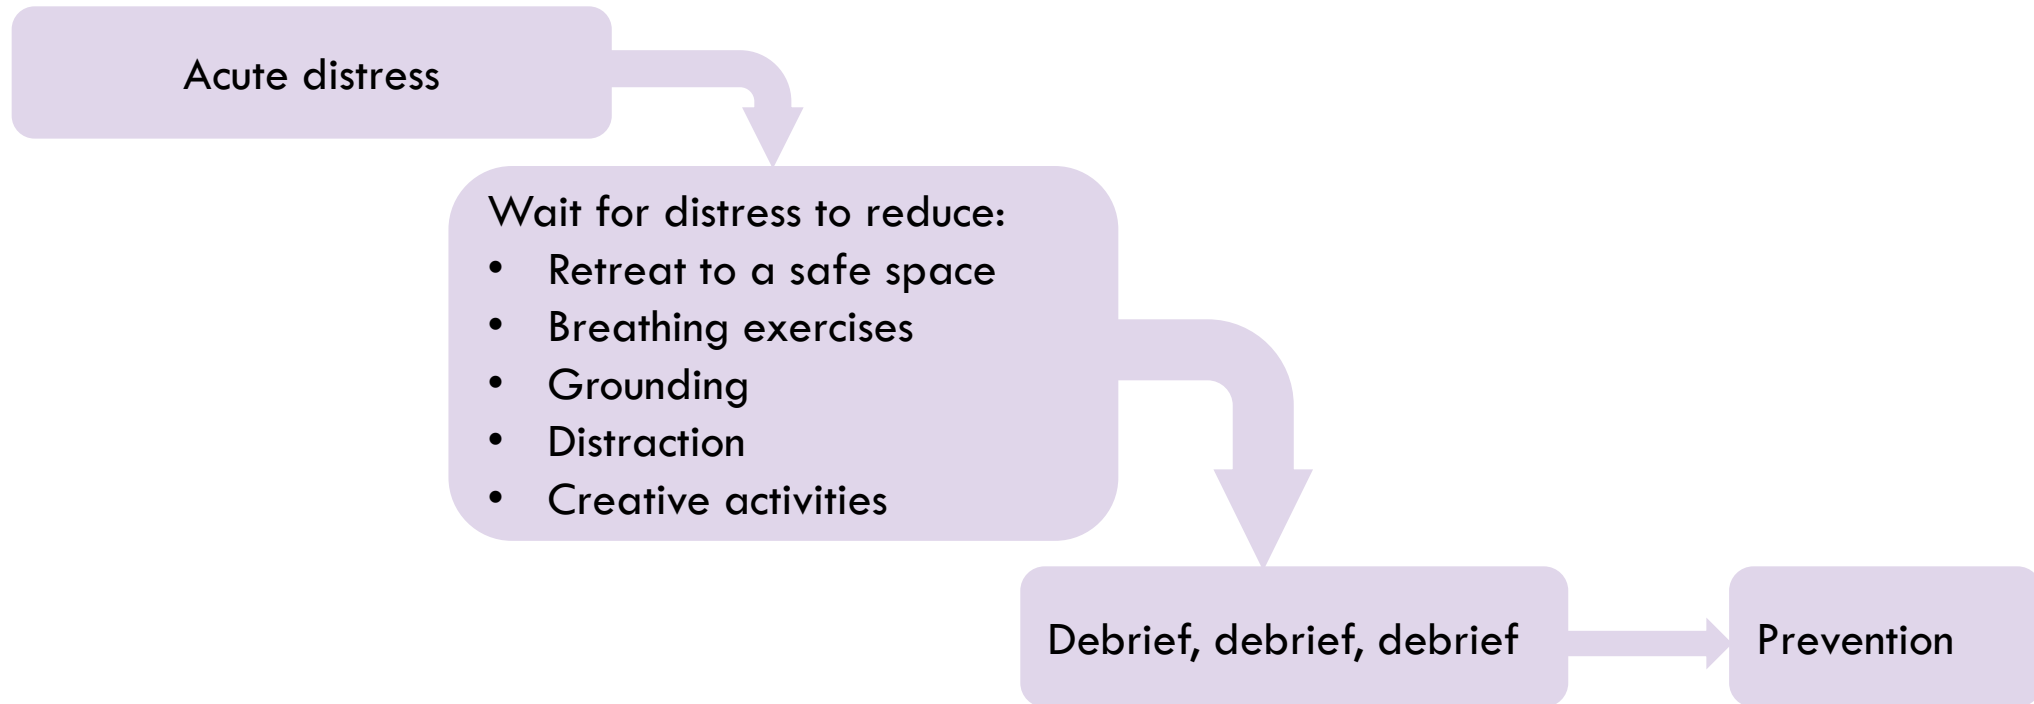 Acute distress
Wait for distress to reduce:
• Retreat to a safe space
• Breathing exercises
• Grounding
• Distraction
• Creative activities
Debrief, debrief, debrief
Prevention